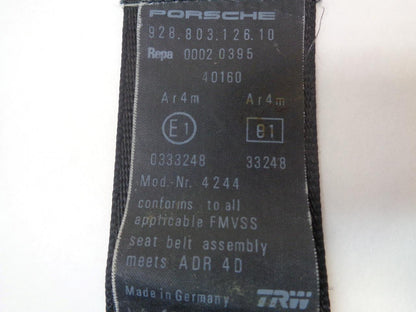 PORSCHE
928.803.126.10
Repa 0002 0395
40160
Ar4m Ar4m
E1 e1
0333248 33248
Mod.-Nr. 4244
conforms to all
applicable FMVSS
seat belt assembly
meets ADR 4D
Made in Germany TRW